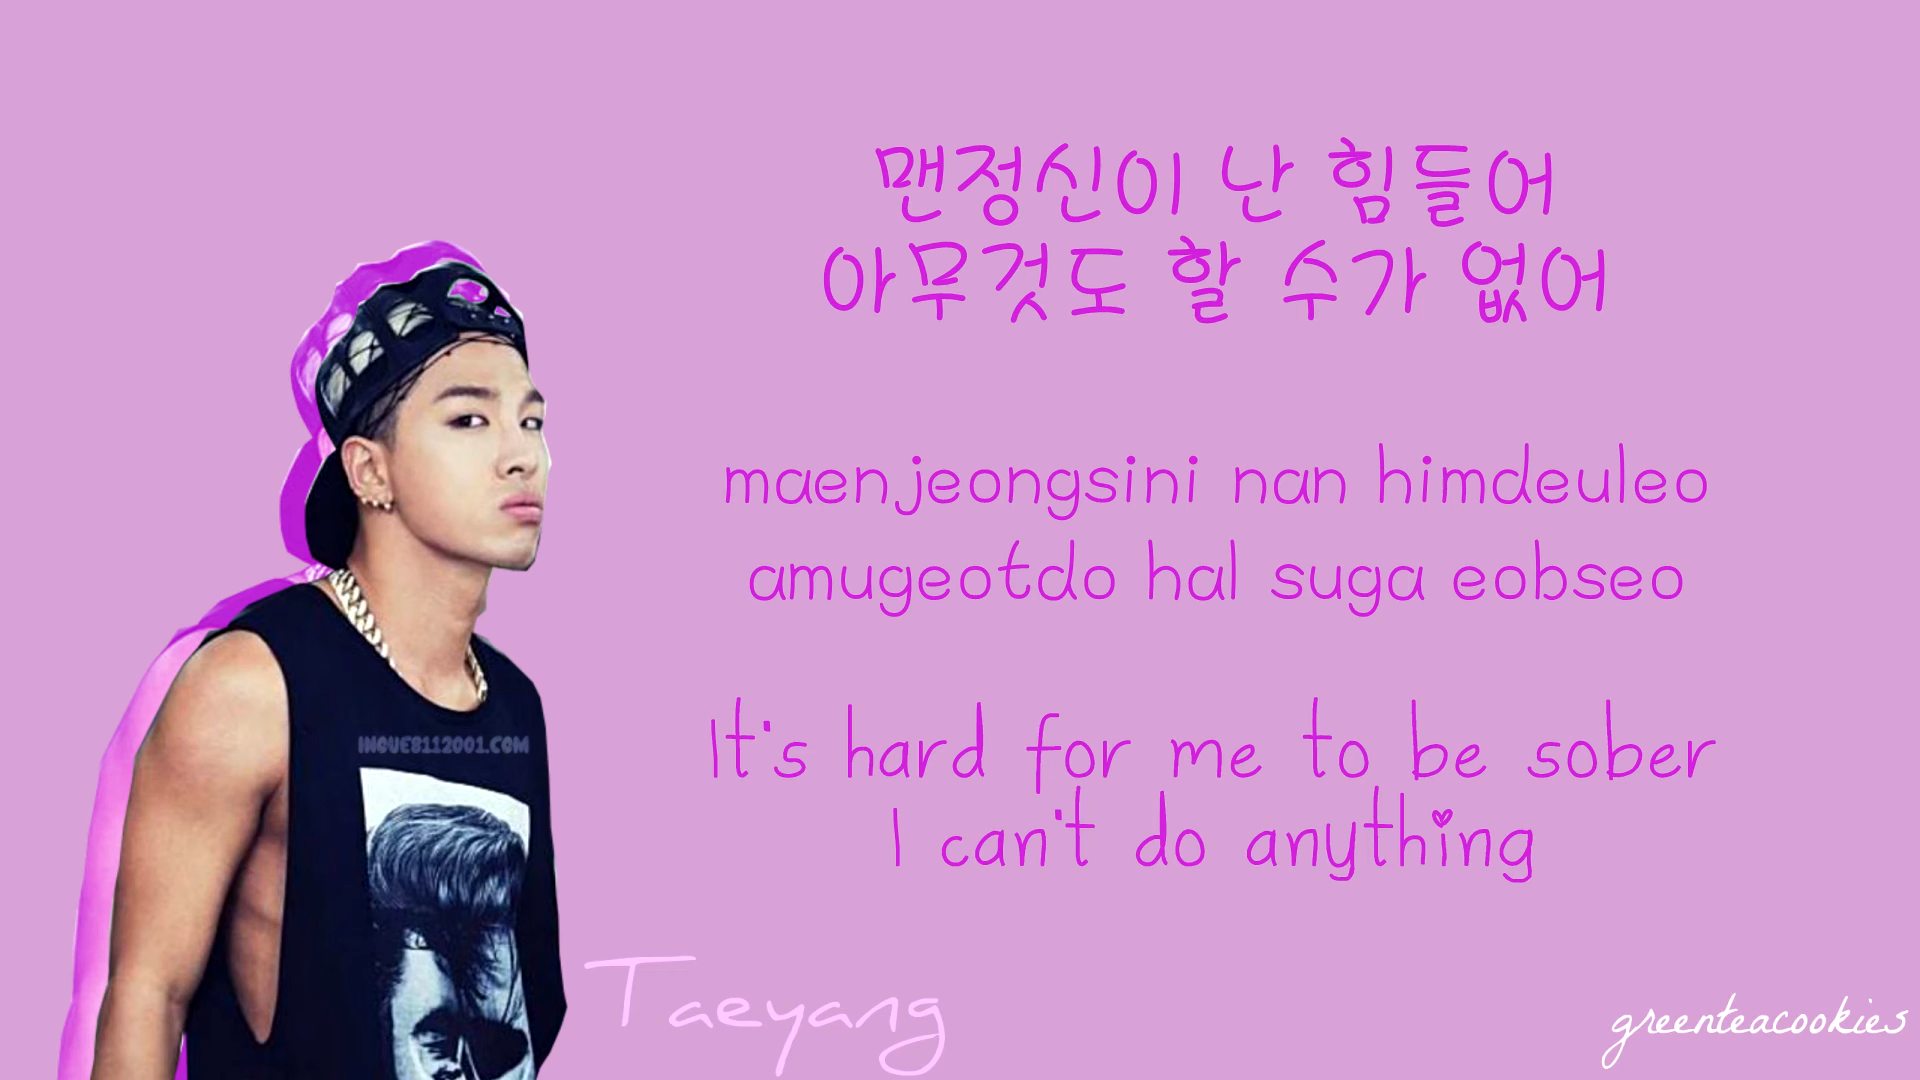 맨정신이 난 힘들어
아무것도 할 수가 없어
maenjeongsini nan himdeuleo
amugeotdo hal suga eobseo
It's hard for me to be sober
I can't do anything
INGUE8112001.COM
Taeyang
greenteacookies